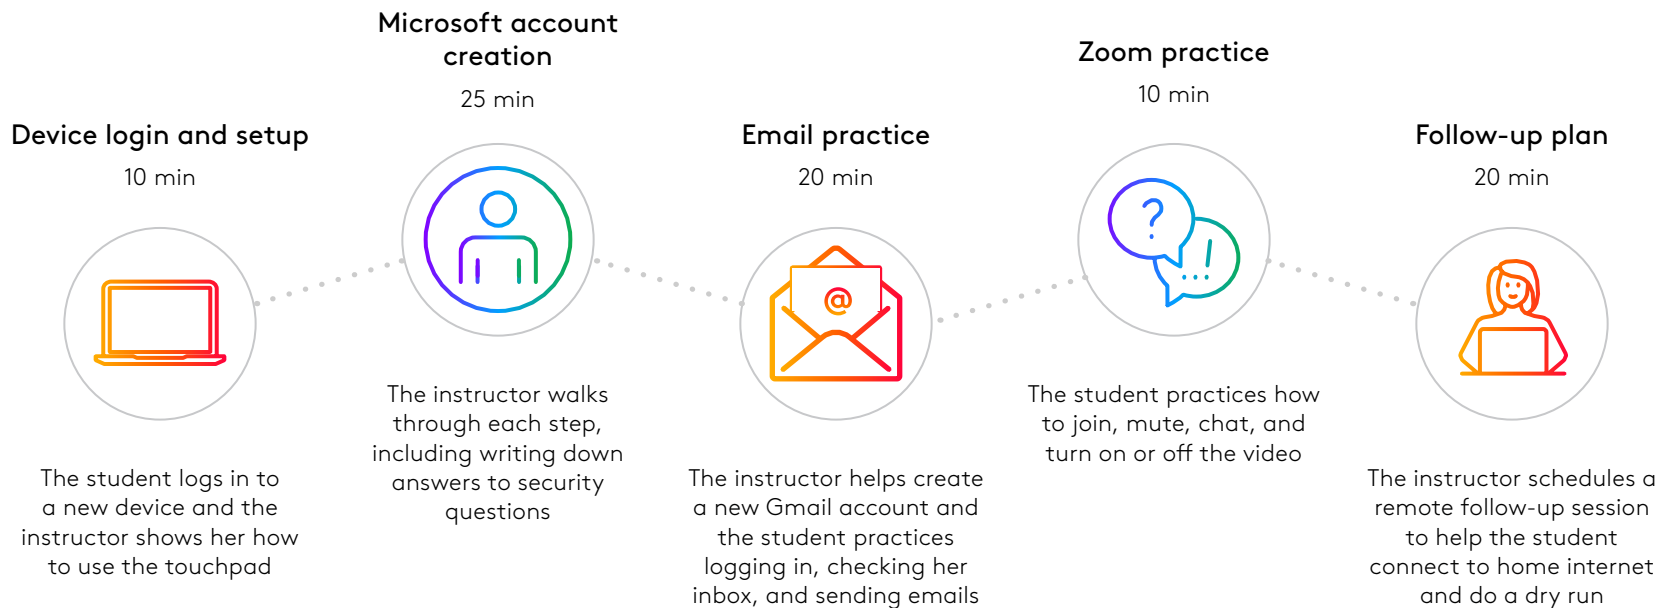 Device login and setup
10 min
The student logs in to
a new device and the
instructor shows her how
to use the touchpad
Microsoft account
creation
25 min
The instructor walks
through each step,
including writing down
answers to security
questions
Email practice
20 min
@
The instructor helps create
a new Gmail account and
the student practices
logging in, checking her
inbox, and sending emails
Zoom practice
10 min
?
...!
The student practices how
to join, mute, chat, and
turn on or off the video
Follow-up plan
20 min
The instructor schedules a
remote follow-up session
to help the student
connect to home internet
and do a dry run